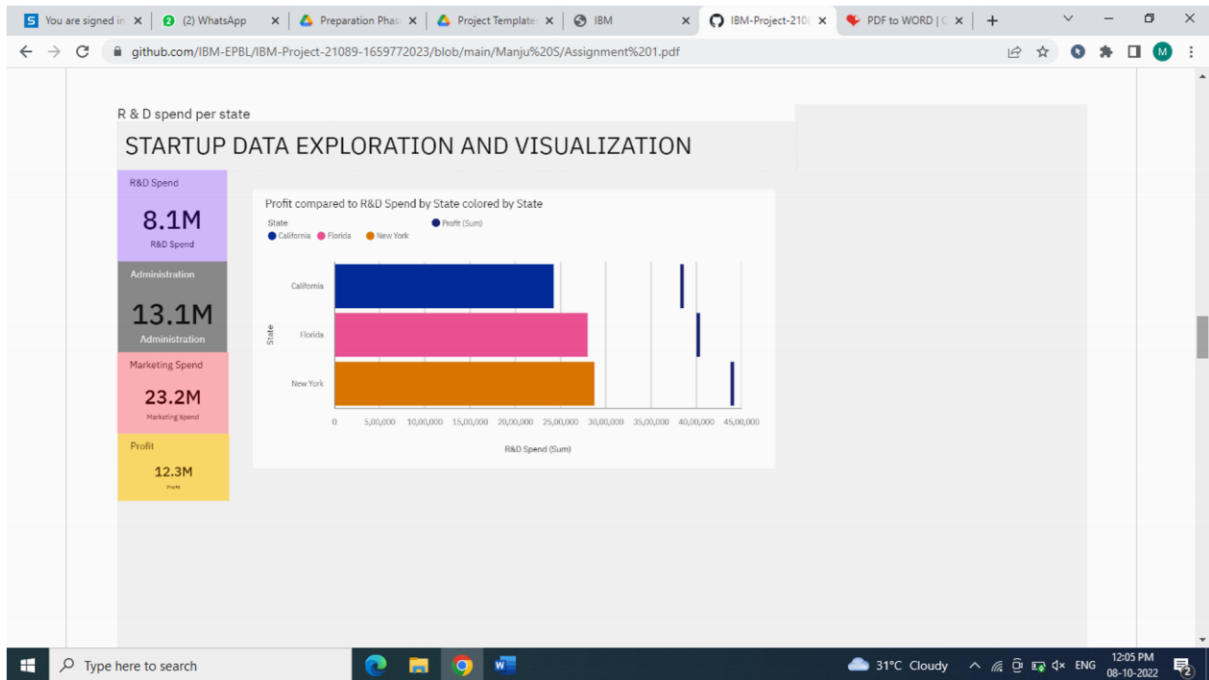 You are signed in
(2) WhatsApp
Preparation Phas
Project Template
IBM
IBM-Project-210
PDF to WORD | C
github.com/IBM-EPBL/IBM-Project-21089-1659772023/blob/main/Manju%20S/Assignment%201.pdf
M
R & D spend per state
STARTUP DATA EXPLORATION AND VISUALIZATION
R&D Spend
8.1M
R&D Spend
Administration
13.1M
Administration
Marketing Spend
23.2M
Marketing Spend
Profit
12.3M
Profit
Profit compared to R&D Spend by State colored by State
State
Profit (Sum)
California Florida New York
State
California
Florida
New York
0 5,00,000 10,00,000 15,00,000 20,00,000 25,00,000 30,00,000 35,00,000 40,00,000 45,00,000
R&D Spend (Sum)
Type here to search
31°C Cloudy
ENG
12:05 PM
08-10-2022
2